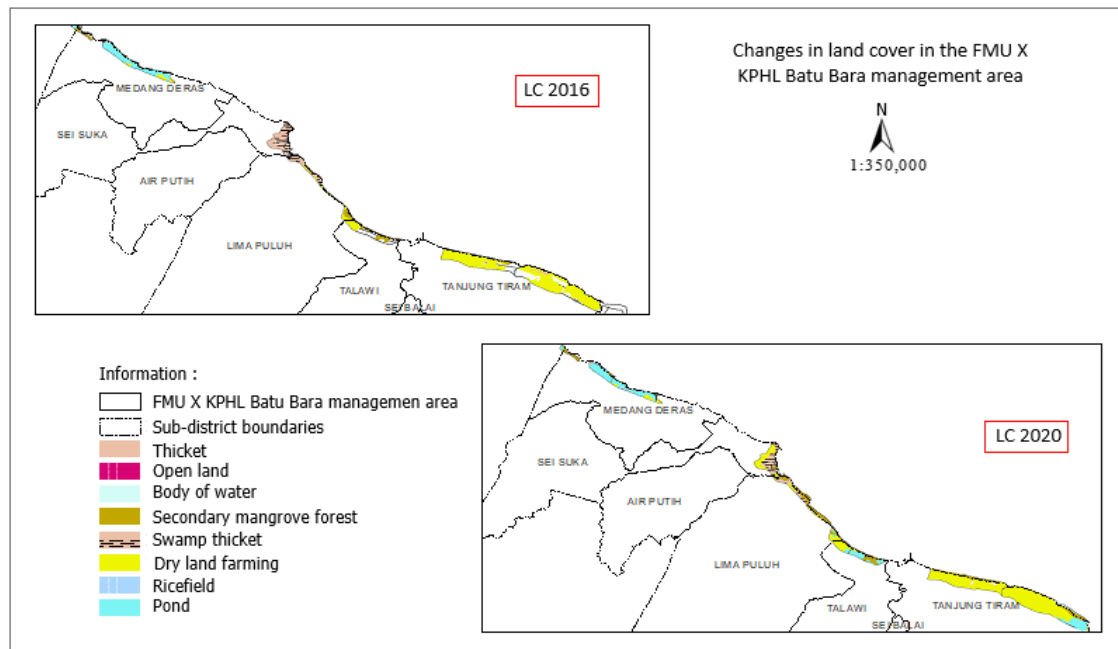 Changes in land cover in the FMU X
KPHL Batu Bara management area
N
1:350,000
LC 2016
MEDANG DERAS
SEI SUKA
AIR PUTIH
LIMA PULUH
TALAWI
TANJUNG TIRAM
SEI BALAI
Information :
FMU X KPHL Batu Bara managemen area
Sub-district boundaries
Thicket
Open land
Body of water
Secondary mangrove forest
Swamp thicket
Dry land farming
Ricefield
Pond
LC 2020
MEDANG DERAS
SEI SUKA
AIR PUTIH
LIMA PULUH
TALAWI
TANJUNG TIRAM
SEI BALAI